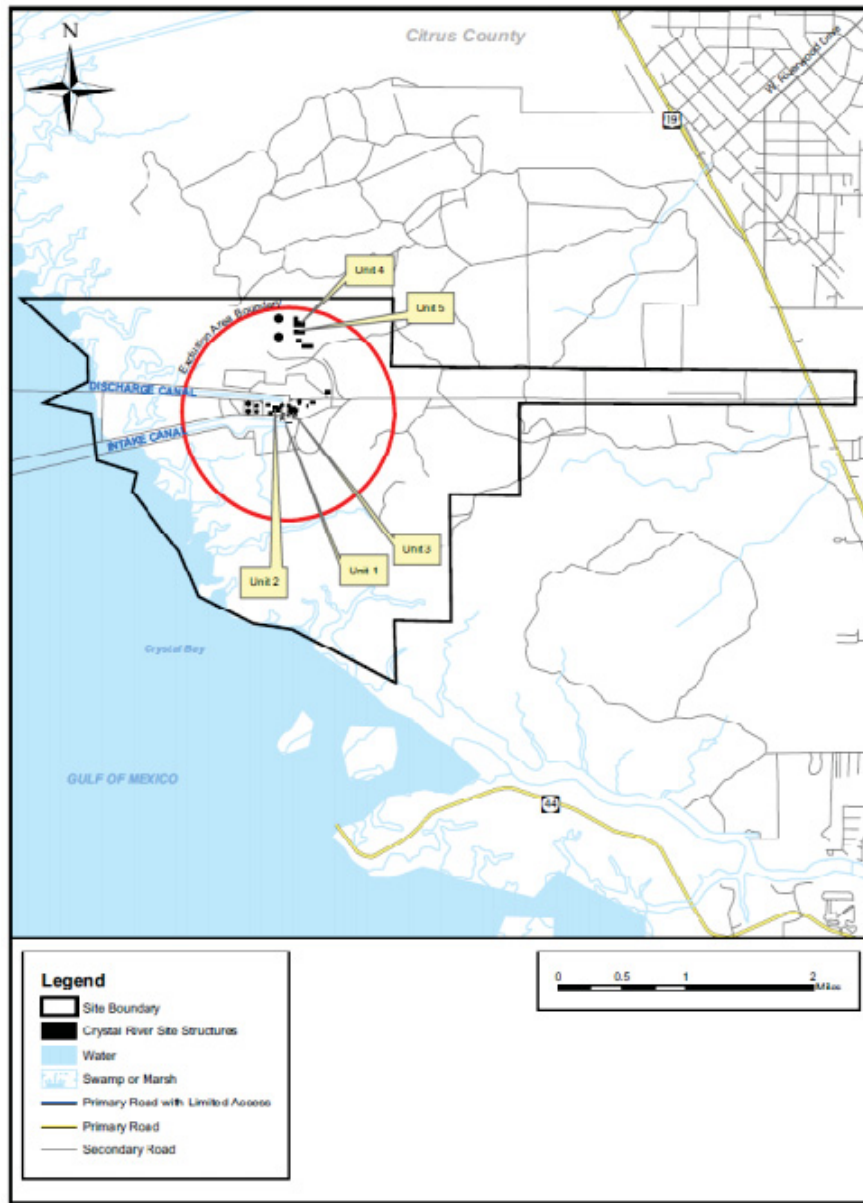 Citrus County
N
W. Riverwood Drive
19
Unit 4
Unit 5
Exclusion Area Boundary
DISCHARGE CANAL
INTAKE CANAL
Unit 3
Unit 1
Unit 2
Crystal Bay
GULF OF MEXICO
44
Legend
Site Boundary
Crystal River Site Structures
Water
Swamp or Marsh
Primary Road with Limited Access
Primary Road
Secondary Road
0 0.5 1 2
Miles